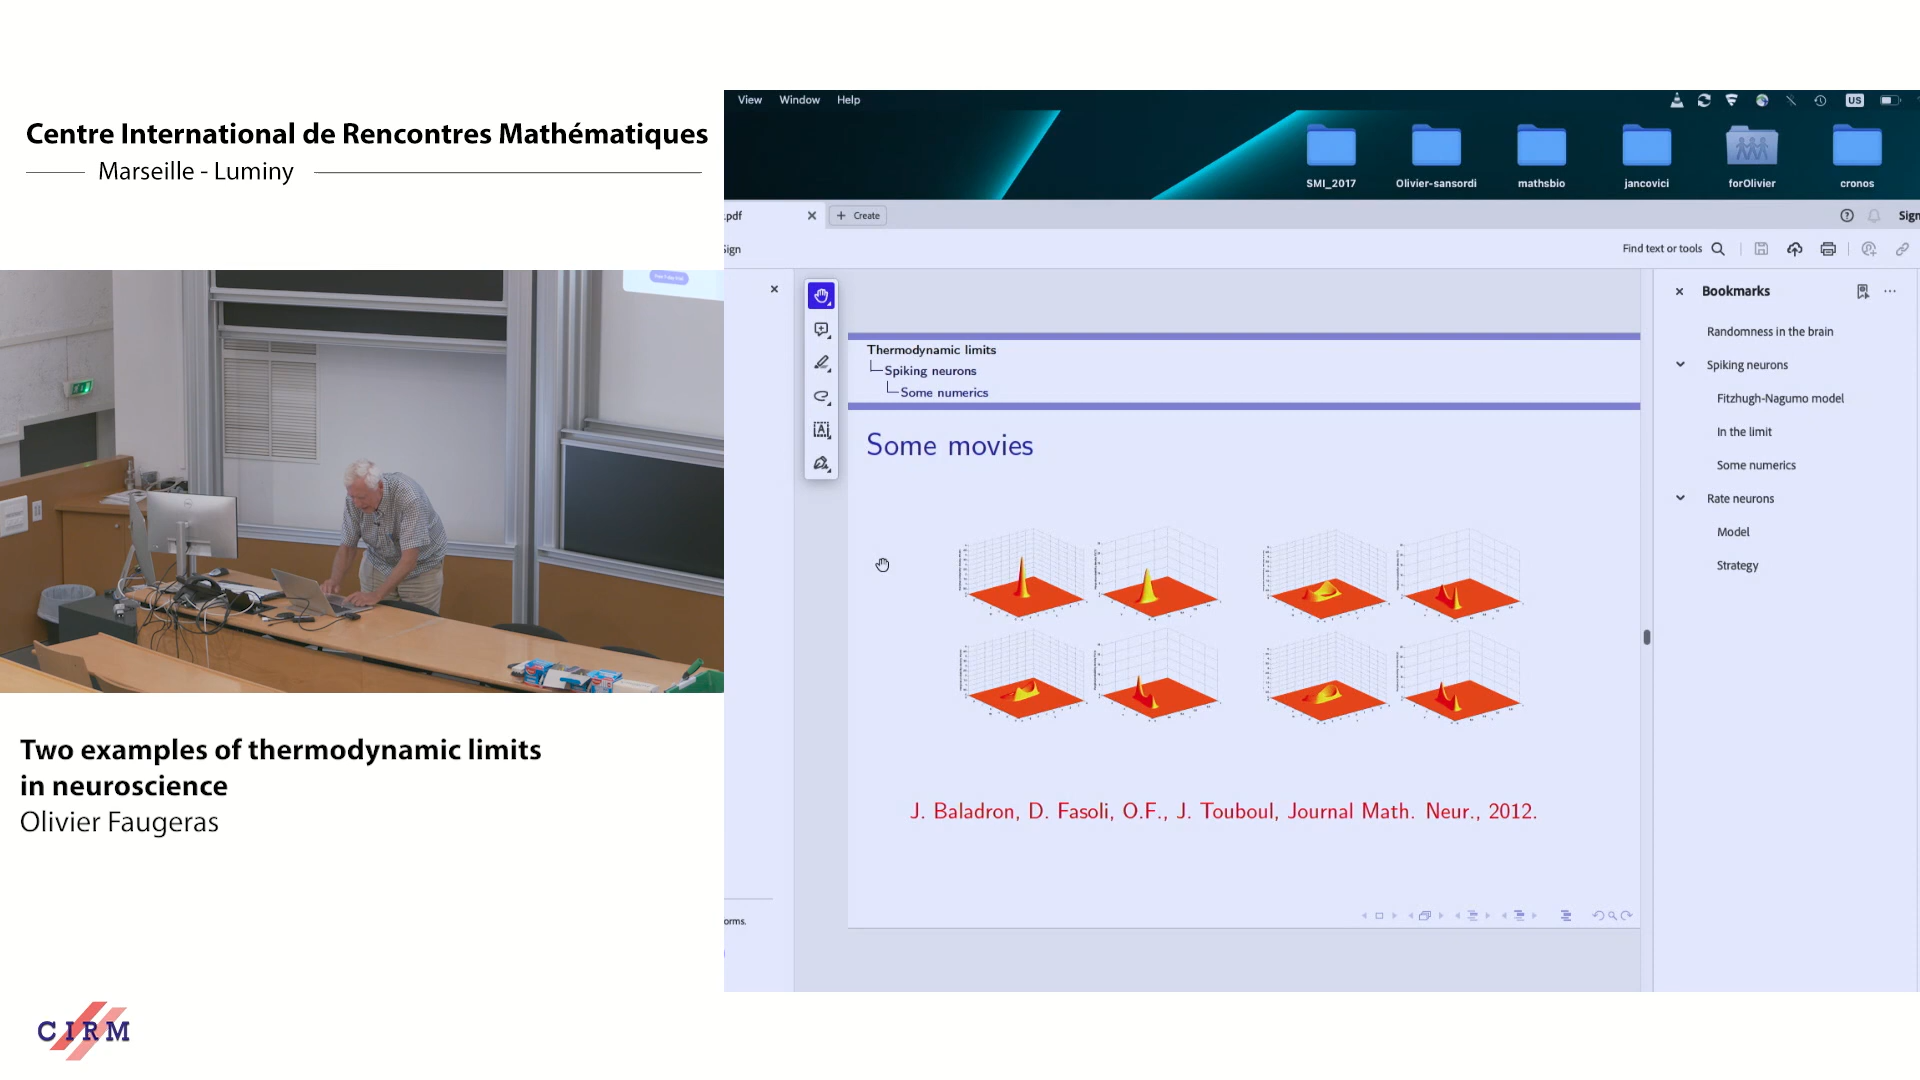 Centre International de Rencontres Mathématiques
Marseille - Luminy
View Window Help
US
SMI_2017
Olivier-sansordi
mathsbio
jancovici
forOlivier
cronos
.pdf
Create
Sign
Find text or tools
Bookmarks
Randomness in the brain
Spiking neurons
Fitzhugh-Nagumo model
In the limit
Some numerics
Rate neurons
Model
Strategy
Thermodynamic limits
Spiking neurons
Some numerics
Some movies
J. Baladron, D. Fasoli, O.F., J. Touboul, Journal Math. Neur., 2012.
orms.
Two examples of thermodynamic limits
in neuroscience
Olivier Faugeras
CIRM